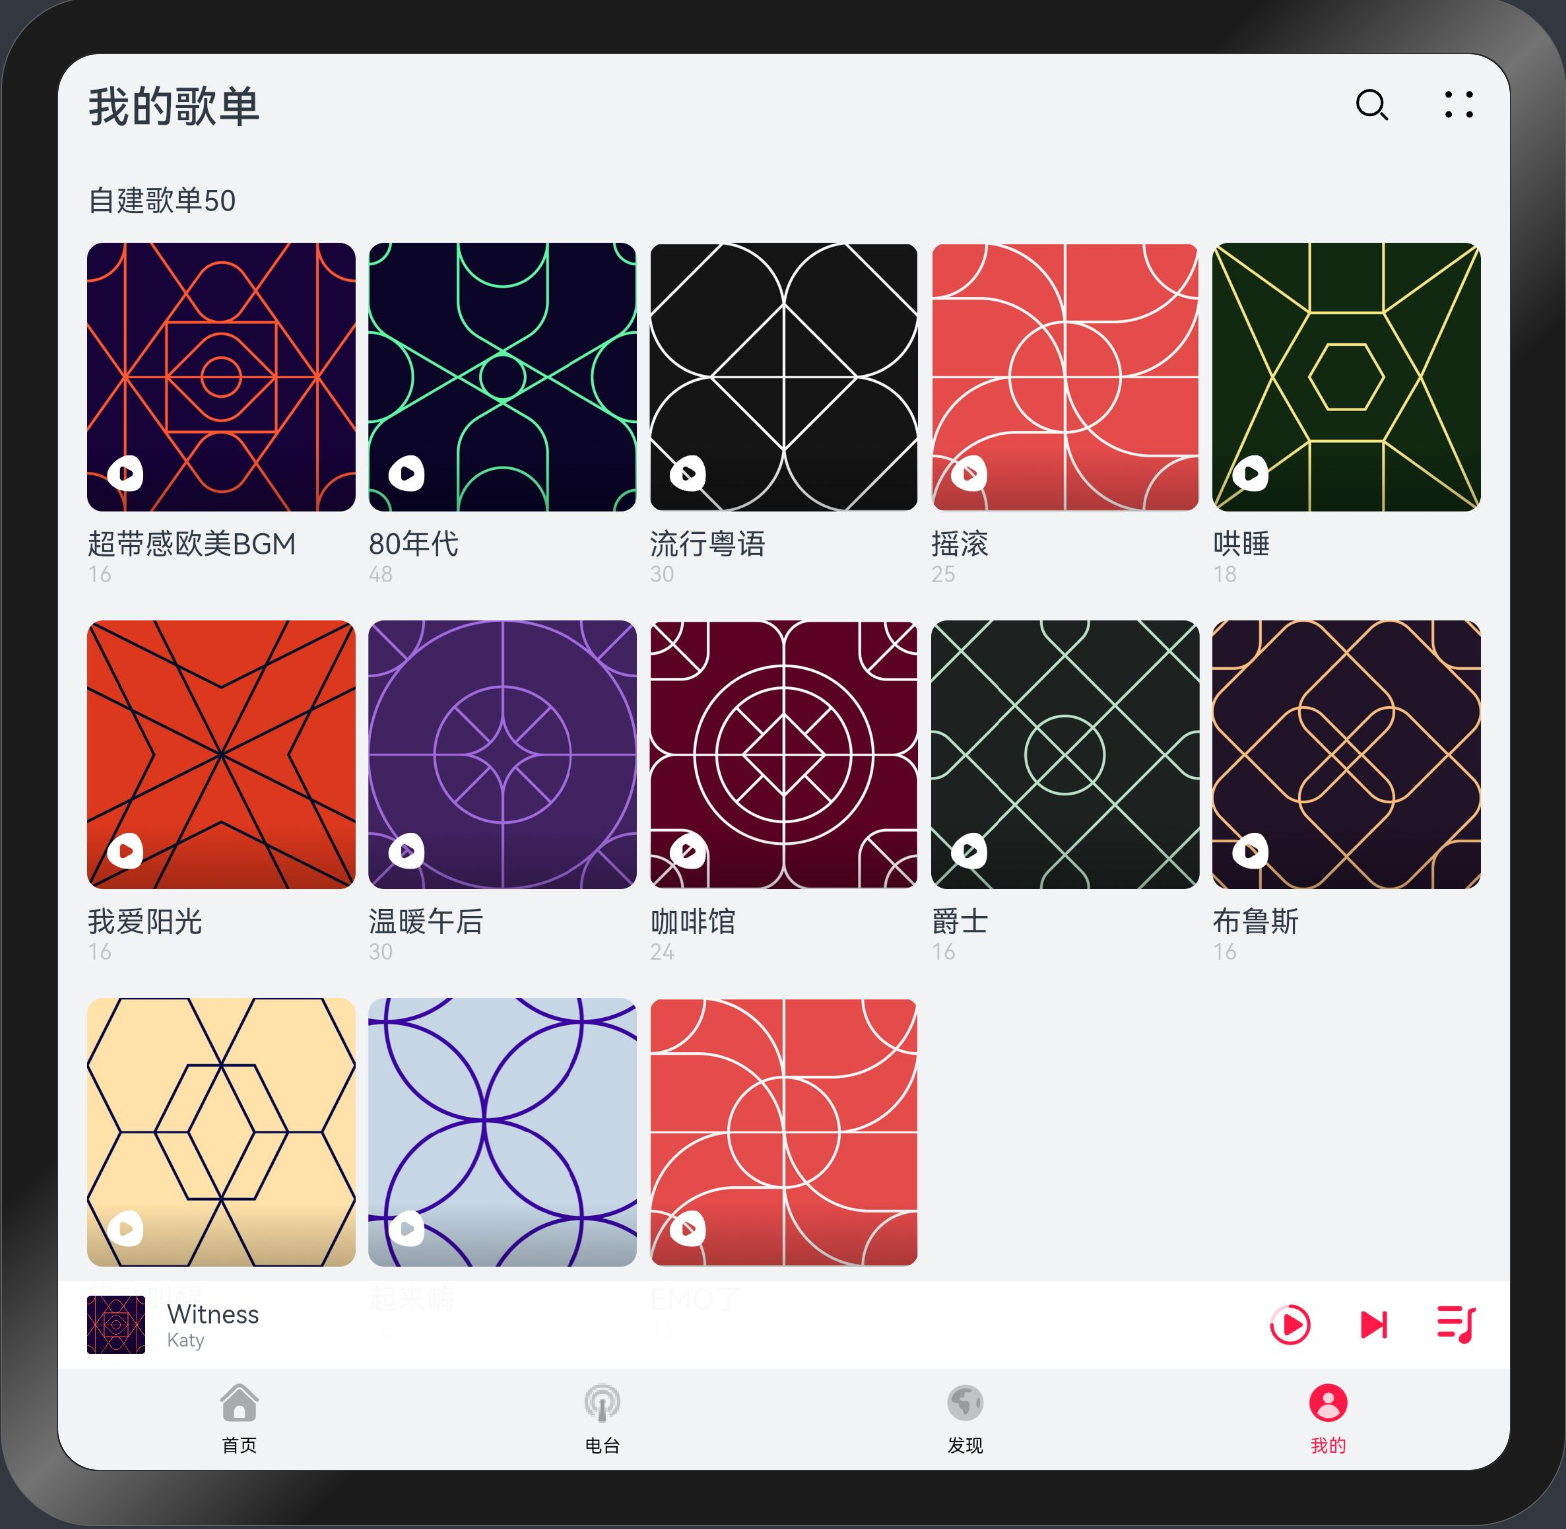 我的歌单
自建歌单50
超带感欧美BGM
16
80年代
48
流行粤语
30
摇滚
25
哄睡
18
我爱阳光
16
温暖午后
30
咖啡馆
24
爵士
16
布鲁斯
16
起来嗨
EMO了
Witness
Katy
首页
电台
发现
我的